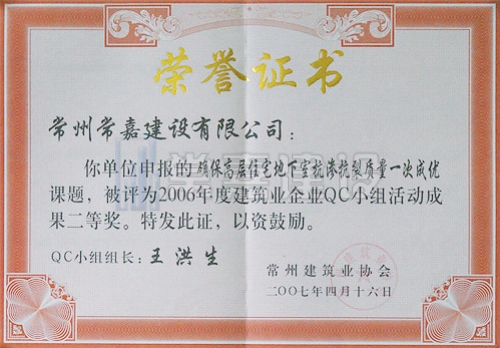 荣誉证书
常州常嘉建设有限公司：
你单位申报的确保高层住宅地下室抗渗抗裂质量一次成优
课题，被评为2006年度建筑业企业QC小组活动成
果二等奖。特发此证，以资鼓励。
QC小组组长：王洪生
常州建筑业协会
二〇〇七年四月十六日